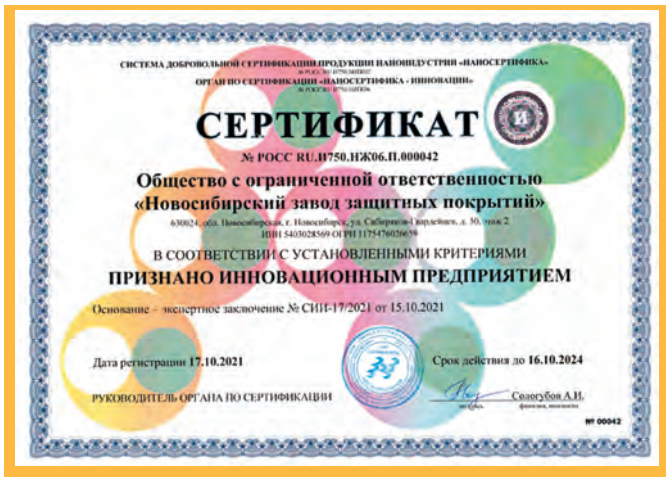 СИСТЕМА ДОБРОВОЛЬНОЙ СЕРТИФИКАЦИИ ПРОДУКЦИИ НАНОИНДУСТРИИ «НАНОСЕРТИФИКА»
ОРГАН ПО СЕРТИФИКАЦИИ «НАНОСЕРТИФИКА - ИННОВАЦИИ»
СЕРТИФИКАТ
И
№ РОСС RU.И750.НЖ06.П.000042
Общество с ограниченной ответственностью
«Новосибирский завод защитных покрытий»
630024, обл. Новосибирская, г. Новосибирск, ул. Сибиряков-Гвардейцев, д. 50, этаж 2
ИНН 5403028569 ОГРН 1175476026659
В СООТВЕТСТВИИ С УСТАНОВЛЕННЫМИ КРИТЕРИЯМИ
ПРИЗНАНО ИННОВАЦИОННЫМ ПРЕДПРИЯТИЕМ
Основание – экспертное заключение № СИИ-17/2021 от 15.10.2021
Дата регистрации 17.10.2021
Срок действия до 16.10.2024
РУКОВОДИТЕЛЬ ОРГАНА ПО СЕРТИФИКАЦИИ
Сологубов А.И.
подпись
фамилия, инициалы
№ 00042